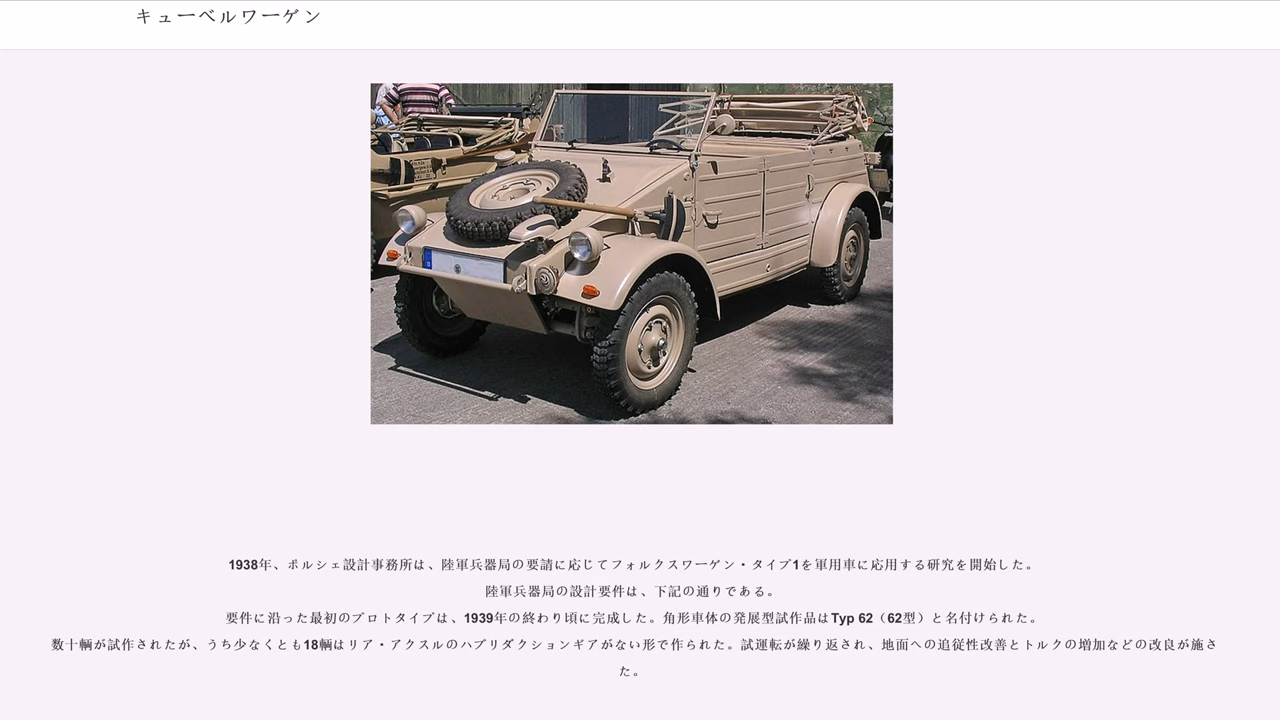 キューベルワーゲン
1938年、ポルシェ設計事務所は、陸軍兵器局の要請に応じてフォルクスワーゲン・タイプ1を軍用車に応用する研究を開始した。
陸軍兵器局の設計要件は、下記の通りである。
要件に沿った最初のプロトタイプは、1939年の終わり頃に完成した。角形車体の発展型試作品はTyp 62（62型）と名付けられた。
数十輌が試作されたが、うち少なくとも18輌はリア・アクスルのハブリダクションギアがない形で作られた。試運転が繰り返され、地面への追従性改善とトルクの増加などの改良が施さ
た。